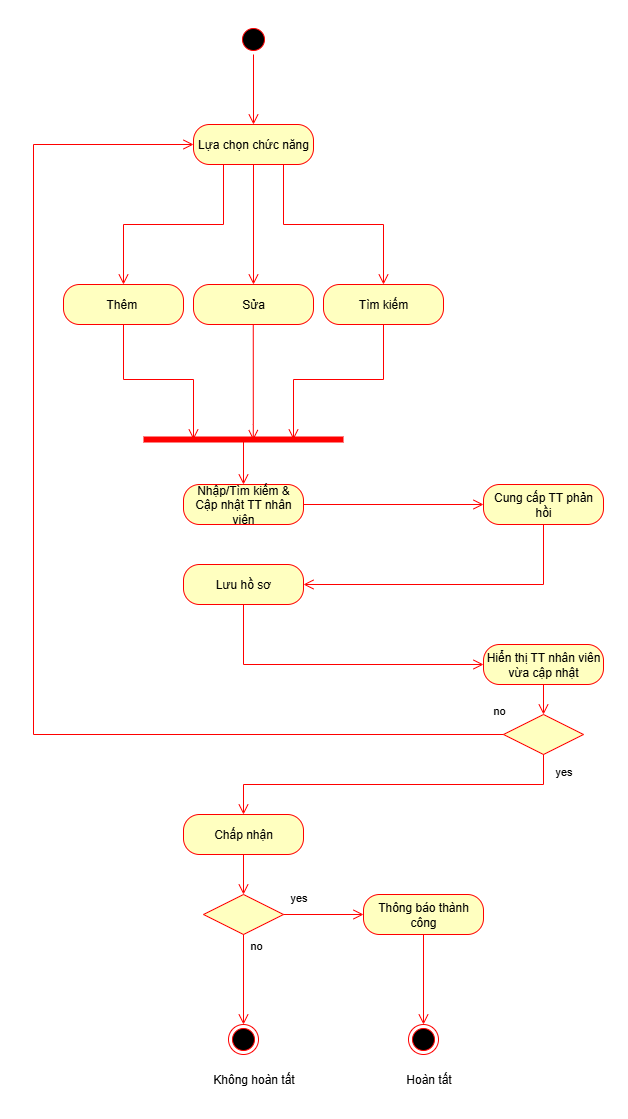 Lựa chọn chức năng
Thêm
Sửa
Tìm kiếm
Nhập/Tìm kiếm &
Cập nhật TT nhân
viên
Cung cấp TT phản
hồi
Lưu hồ sơ
Hiển thị TT nhân viên
vừa cập nhật
no
yes
Chấp nhận
yes
Thông báo thành
công
no
Không hoàn tất
Hoàn tất